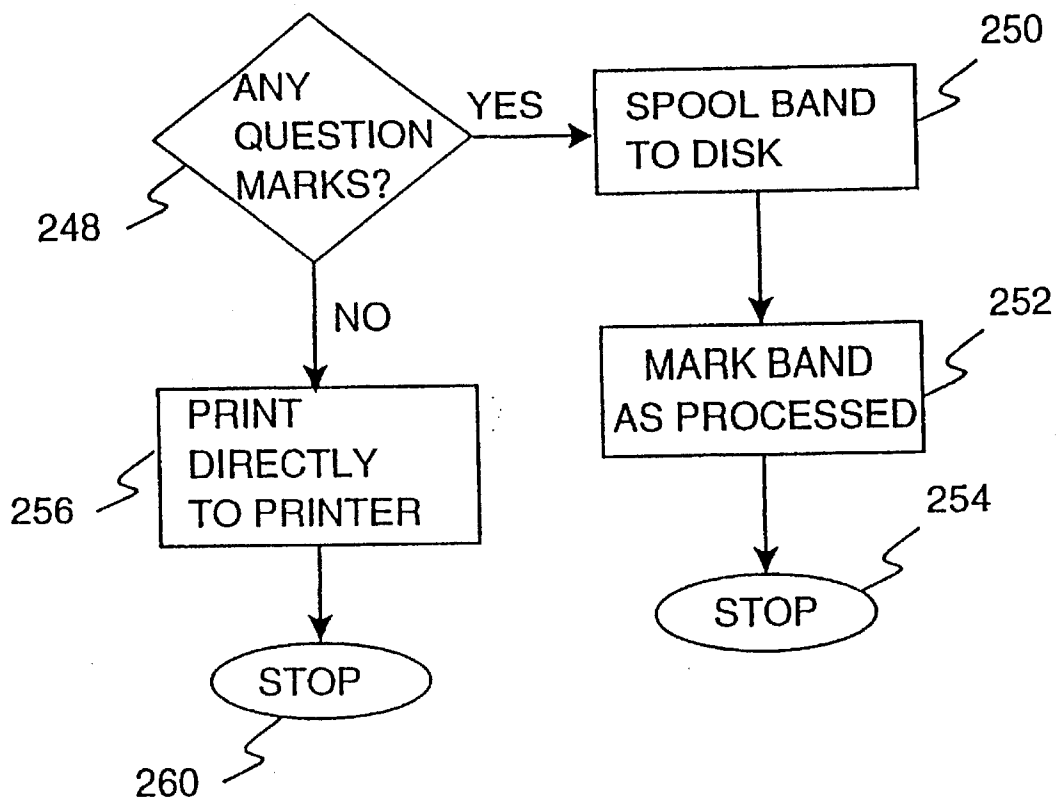 250
ANY
QUESTION
MARKS?
YES
SPOOL BAND
TO DISK
248
NO
252
MARK BAND
AS PROCESSED
PRINT
DIRECTLY
TO PRINTER
256
254
STOP
STOP
260